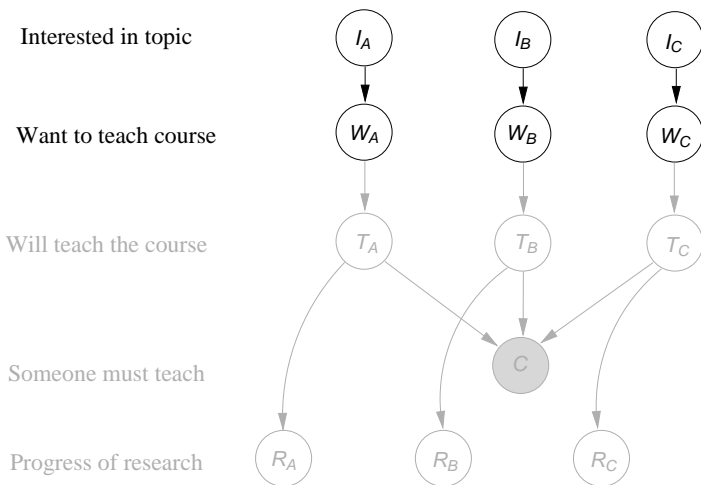 Interested in topic I_A I_B I_C
Want to teach course W_A W_B W_C
Will teach the course T_A T_B T_C
Someone must teach C
Progress of research R_A R_B R_C